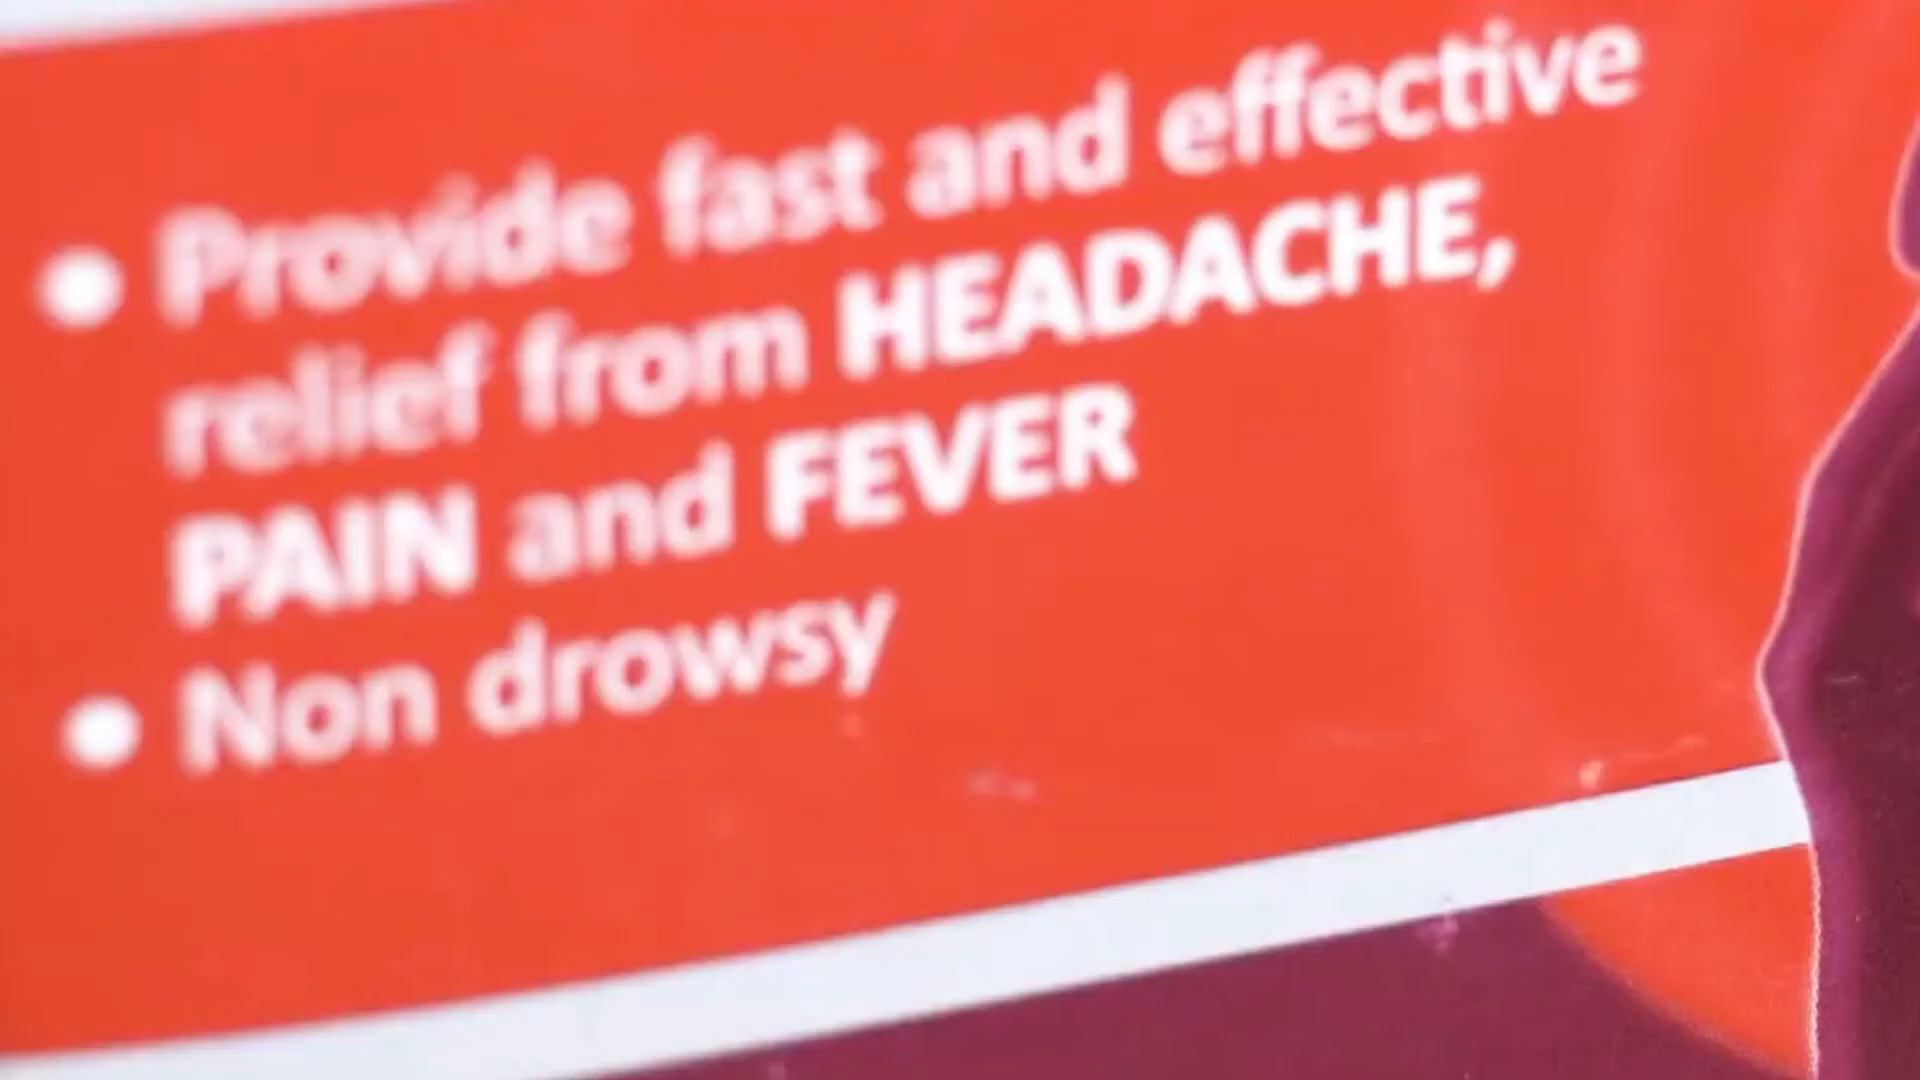 • Provide fast and effective
relief from HEADACHE,
PAIN and FEVER
• Non drowsy